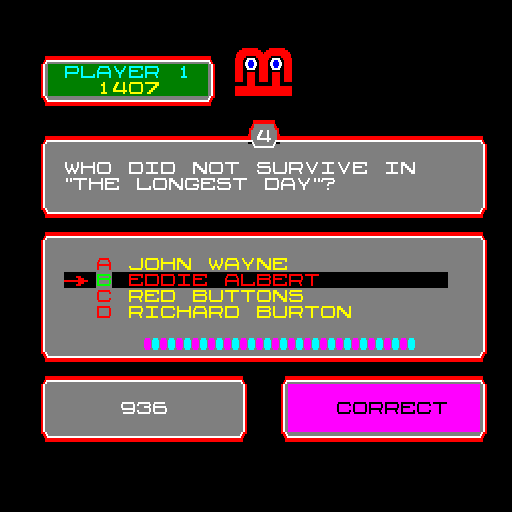 PLAYER 1
1407
4
WHO DID NOT SURVIVE IN
"THE LONGEST DAY"?
A JOHN WAYNE
B EDDIE ALBERT
C RED BUTTONS
D RICHARD BURTON
936
CORRECT